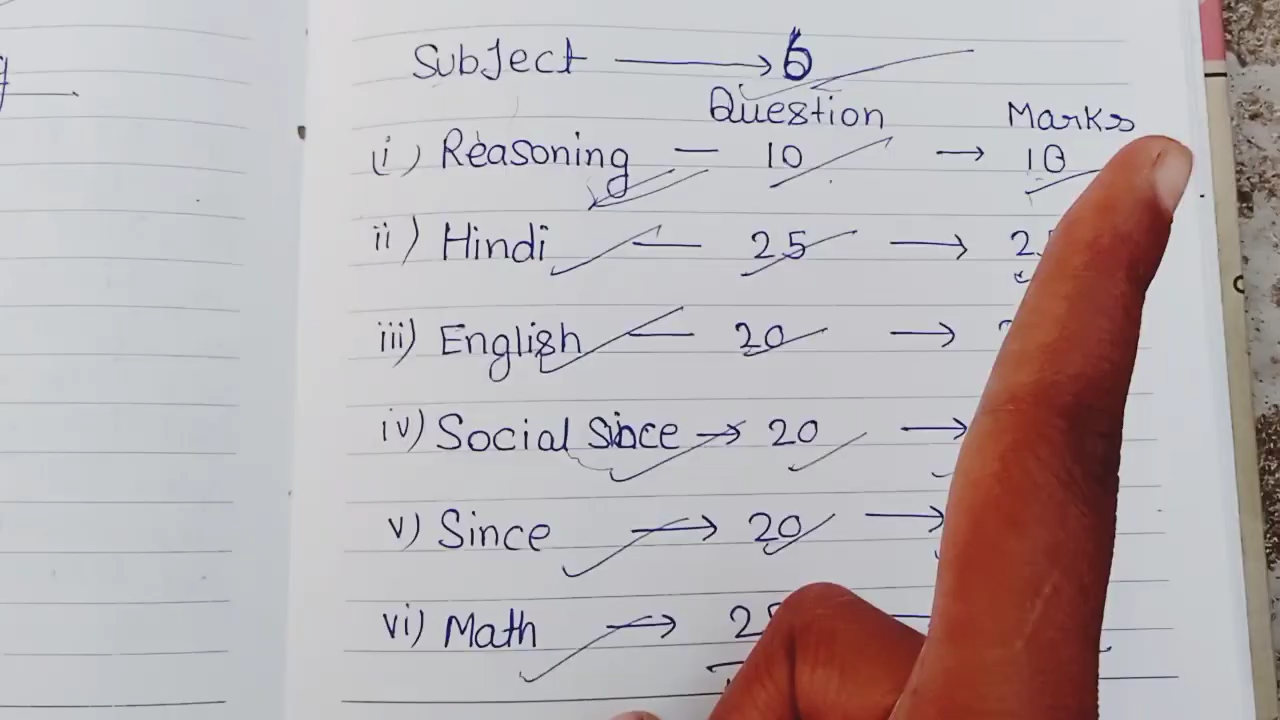 Subject → 6
Question Marks
(i) Reasoning — 10 → 10
ii) Hindi — 25 →
iii) English — 20 →
iv) Social Since → 20 →
v) Since → 20 →
vi) Math →